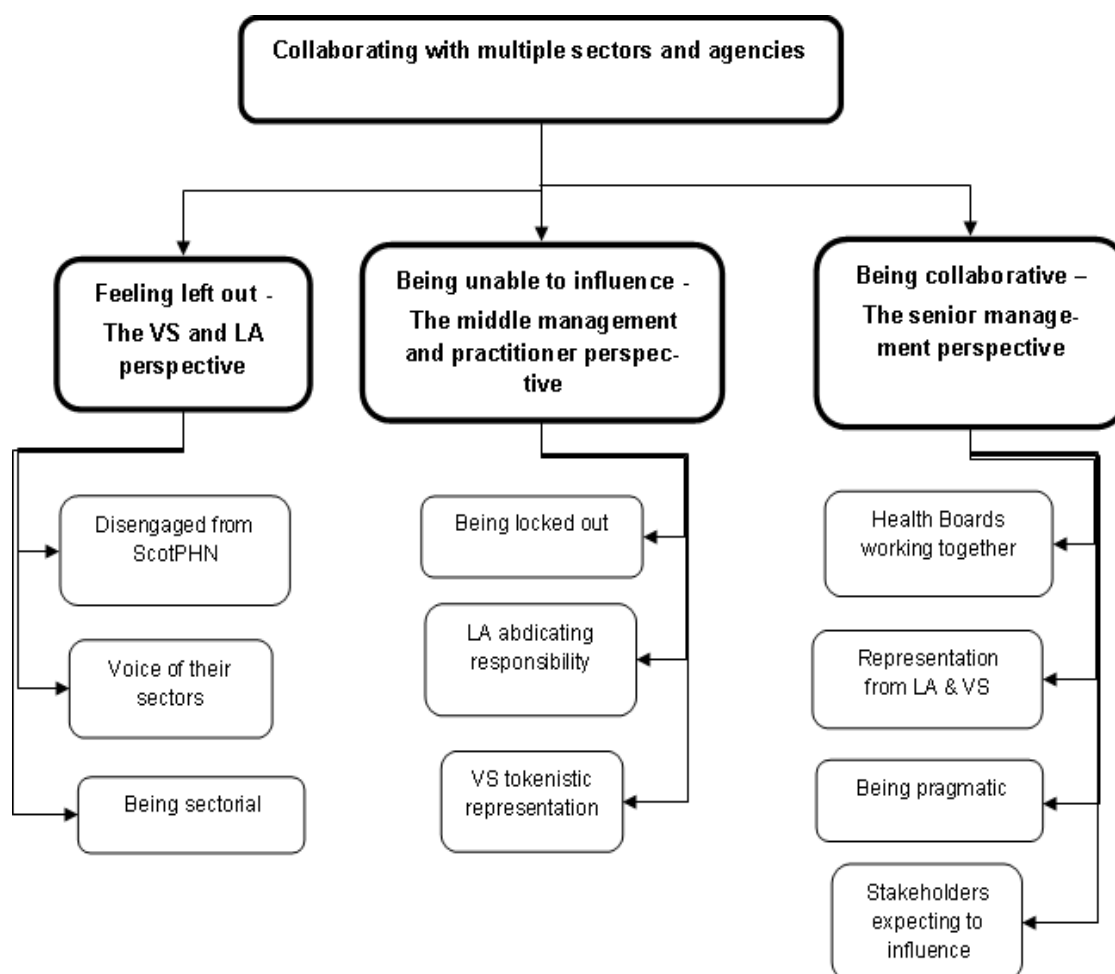 Collaborating with multiple sectors and agencies
Feeling left out -
The VS and LA
perspective
Being unable to influence -
The middle management
and practitioner perspec-
tive
Being collaborative –
The senior manage-
ment perspective
Disengaged from
ScotPHN
Voice of their
sectors
Being sectorial
Being locked out
LA abdicating
responsibility
VS tokenistic
representation
Health Boards
working together
Representation
from LA & VS
Being pragmatic
Stakeholders
expecting to
influence